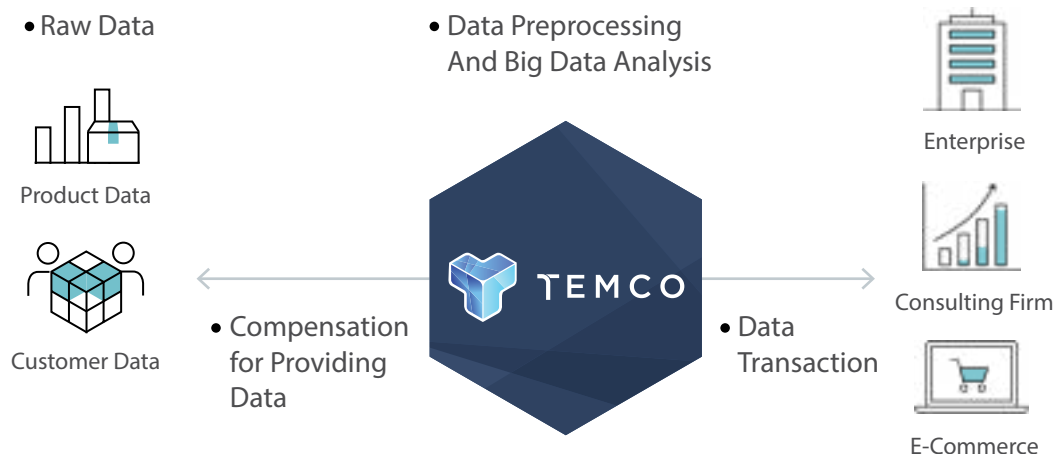 • Raw Data
Product Data
Customer Data
• Data Preprocessing
And Big Data Analysis
TEMCO
• Compensation
for Providing
Data
• Data
Transaction
Enterprise
Consulting Firm
E-Commerce